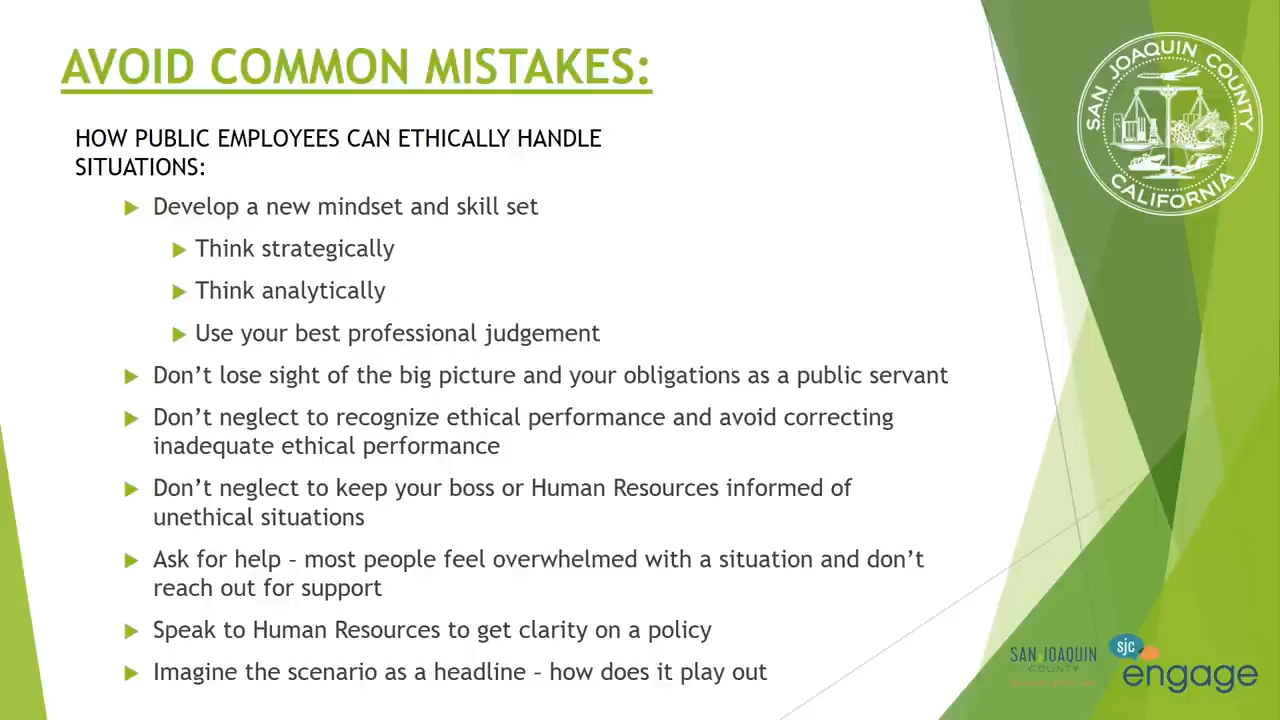 AVOID COMMON MISTAKES:
SAN JOAQUIN COUNTY
CALIFORNIA
HOW PUBLIC EMPLOYEES CAN ETHICALLY HANDLE
SITUATIONS:
Develop a new mindset and skill set
Think strategically
Think analytically
Use your best professional judgement
Don’t lose sight of the big picture and your obligations as a public servant
Don’t neglect to recognize ethical performance and avoid correcting
inadequate ethical performance
Don’t neglect to keep your boss or Human Resources informed of
unethical situations
Ask for help – most people feel overwhelmed with a situation and don’t
reach out for support
Speak to Human Resources to get clarity on a policy
Imagine the scenario as a headline – how does it play out
SAN JOAQUIN
COUNTY
sjc
engage